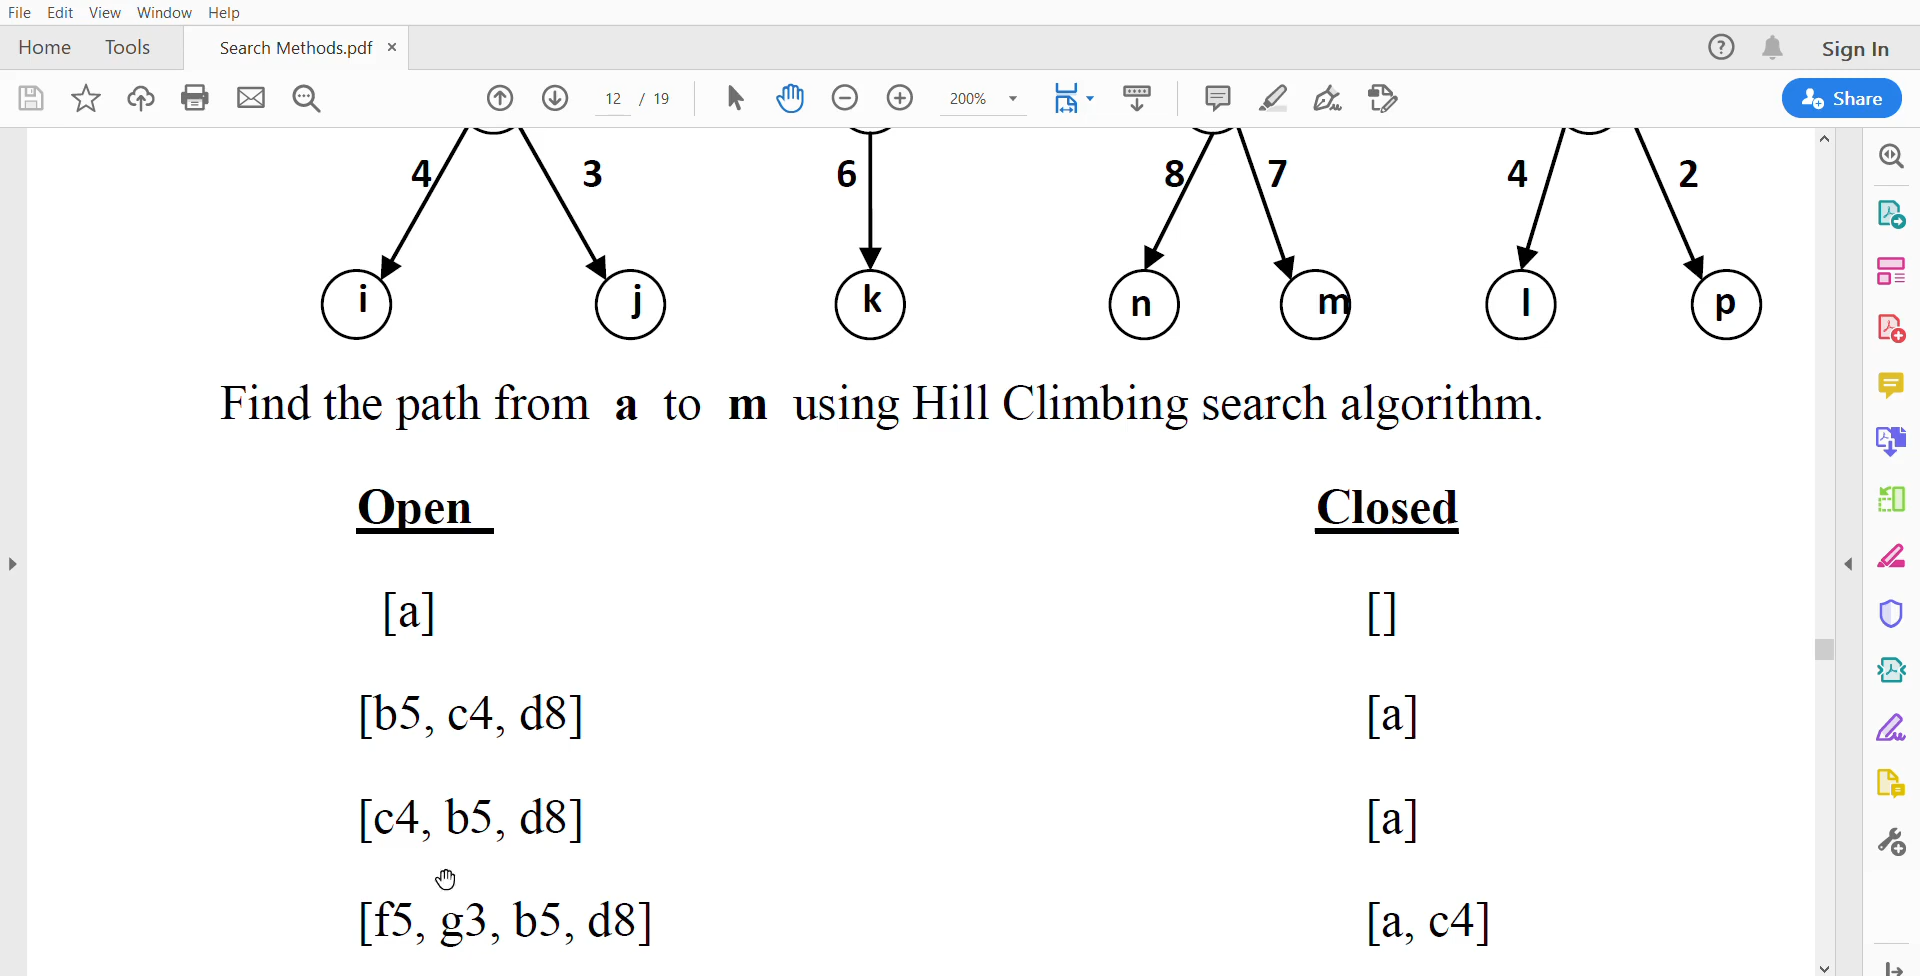 File Edit View Window Help
Home Tools Search Methods.pdf × Sign In
12 / 19 200% Share
4 3 6 8 7 4 2
i j k n m l p
Find the path from a to m using Hill Climbing search algorithm.
Open Closed
[a] []
[b5, c4, d8] [a]
[c4, b5, d8] [a]
[f5, g3, b5, d8] [a, c4]